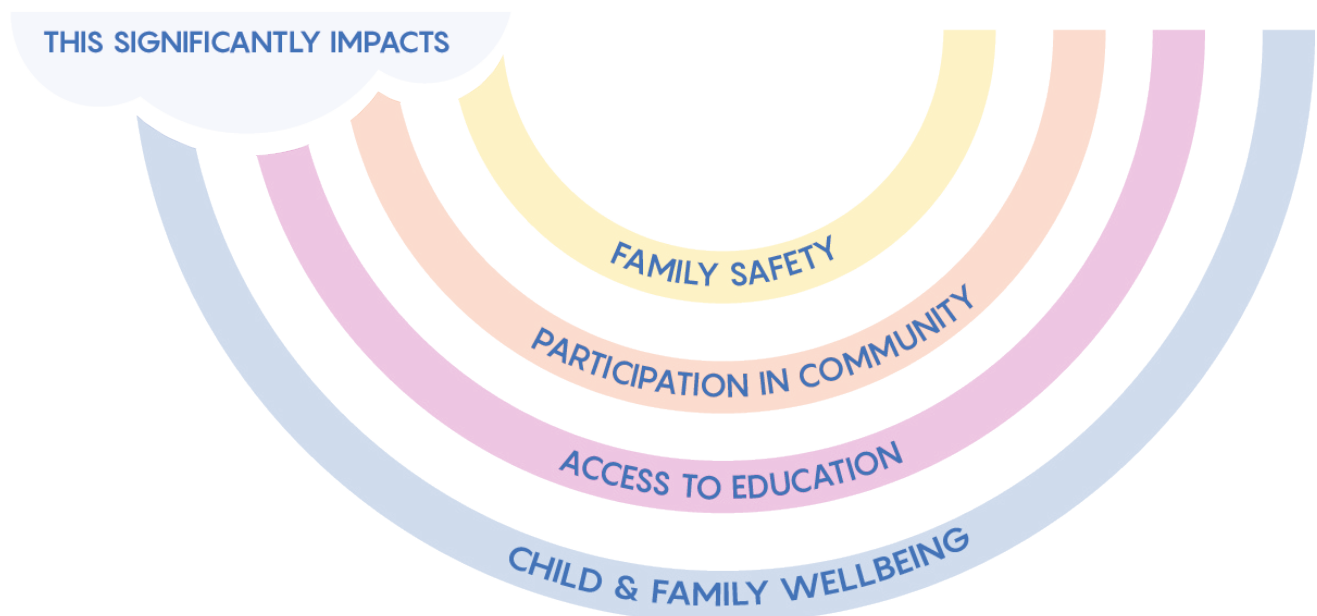 THIS SIGNIFICANTLY IMPACTS
FAMILY SAFETY
PARTICIPATION IN COMMUNITY
ACCESS TO EDUCATION
CHILD & FAMILY WELLBEING